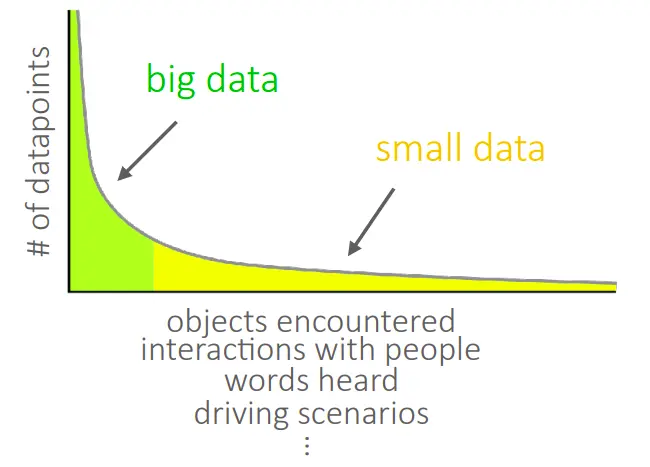 big data
small data
# of datapoints
objects encountered
interactions with people
words heard
driving scenarios
⋮